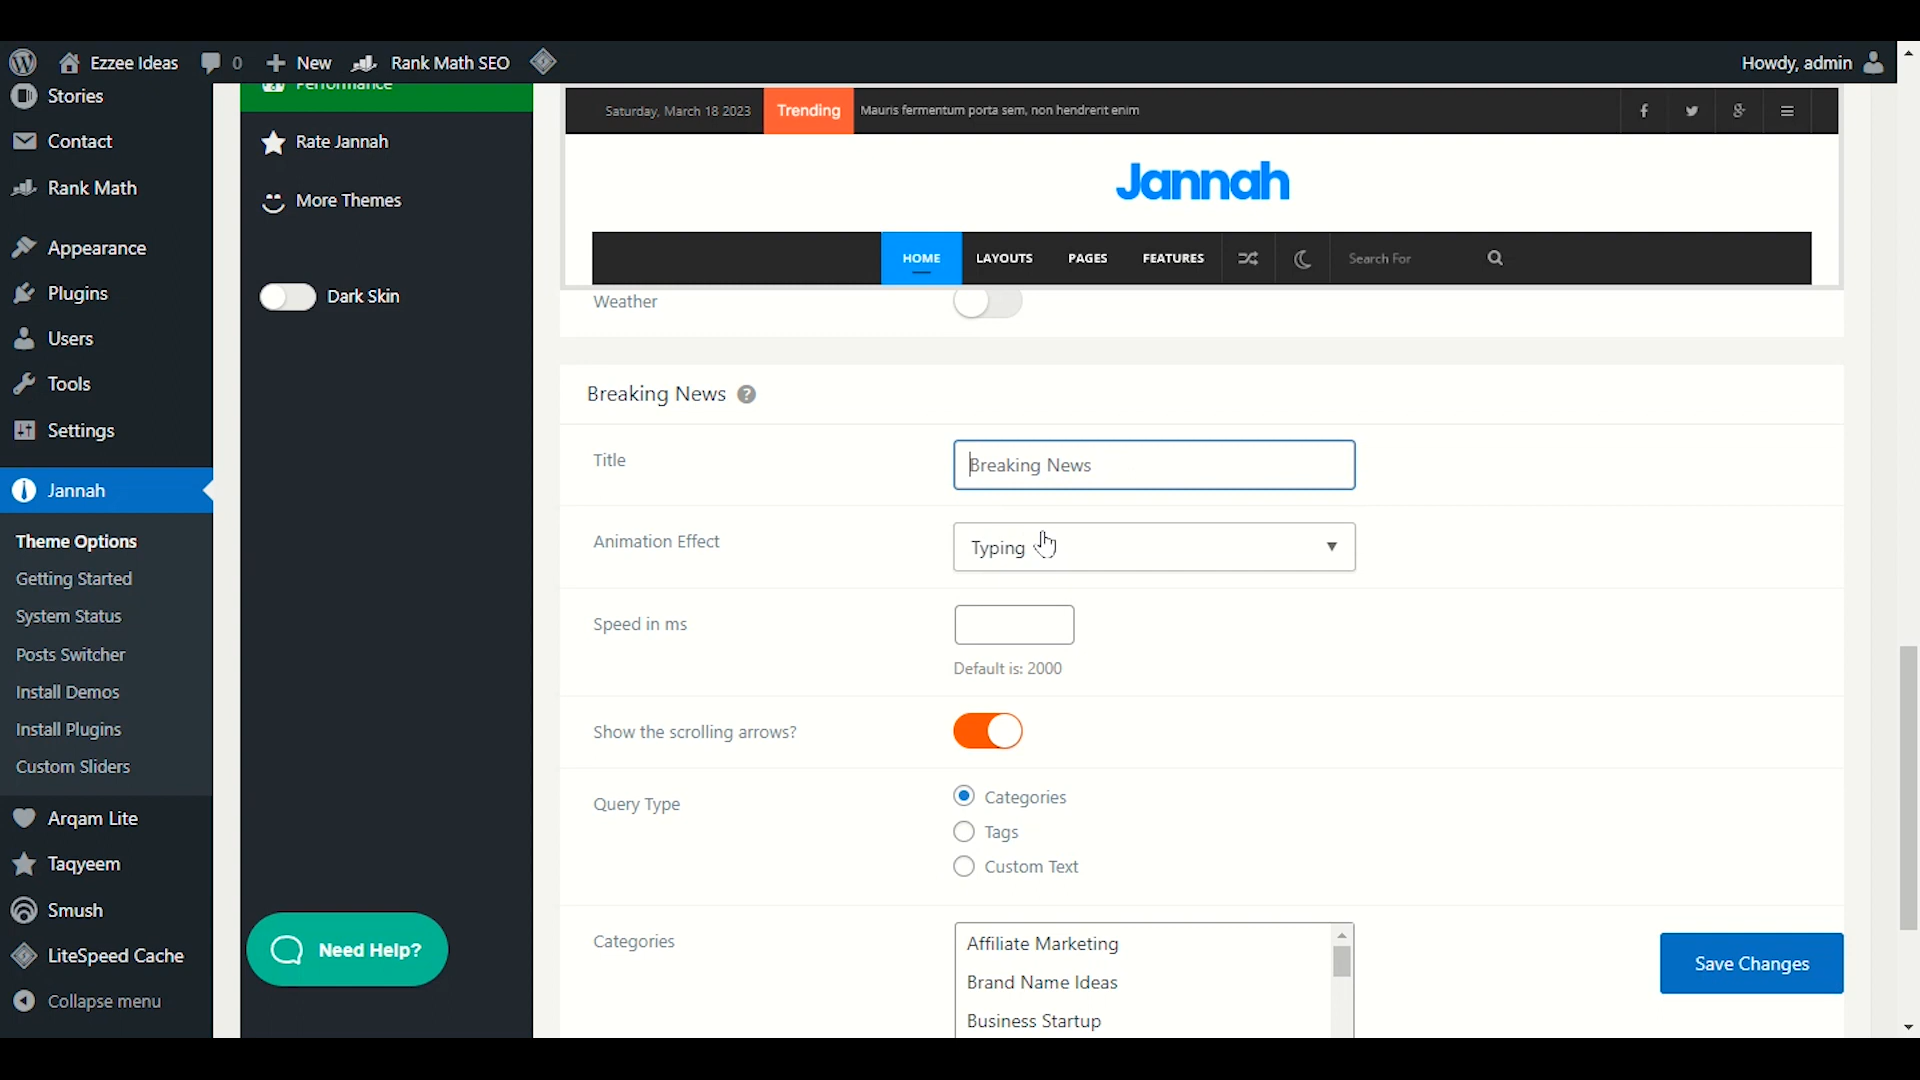 Ezzee Ideas 0 New Rank Math SEO Howdy, admin
Stories
Contact
Rank Math
Appearance
Plugins
Users
Tools
Settings
Jannah
Theme Options
Getting Started
System Status
Posts Switcher
Install Demos
Install Plugins
Custom Sliders
Arqam Lite
Taqyeem
Smush
LiteSpeed Cache
Collapse menu
Performance
Rate Jannah
More Themes
Dark Skin
Need Help?
Saturday, March 18 2023 Trending Mauris fermentum porta sem, non hendrerit enim
Jannah
HOME LAYOUTS PAGES FEATURES Search For
Weather
Breaking News ?
Title Breaking News
Animation Effect Typing
Speed in ms
Default is: 2000
Show the scrolling arrows?
Query Type Categories
Tags
Custom Text
Categories Affiliate Marketing
Brand Name Ideas
Business Startup
Save Changes